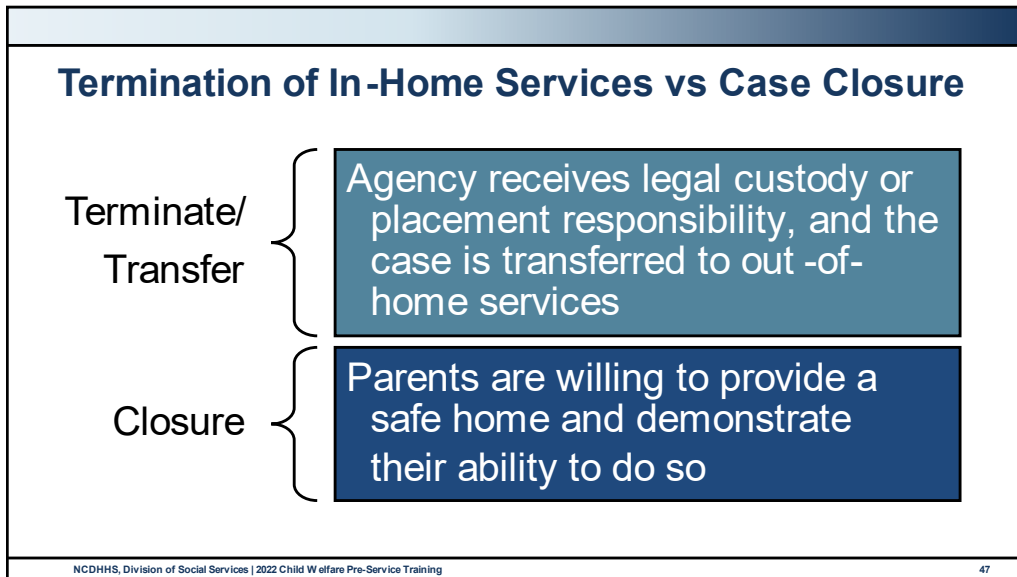 Termination of In-Home Services vs Case Closure
Terminate/
Transfer
Agency receives legal custody or
placement responsibility, and the
case is transferred to out -of-
home services
Closure
Parents are willing to provide a
safe home and demonstrate
their ability to do so
NCDHHS, Division of Social Services | 2022 Child Welfare Pre-Service Training
47